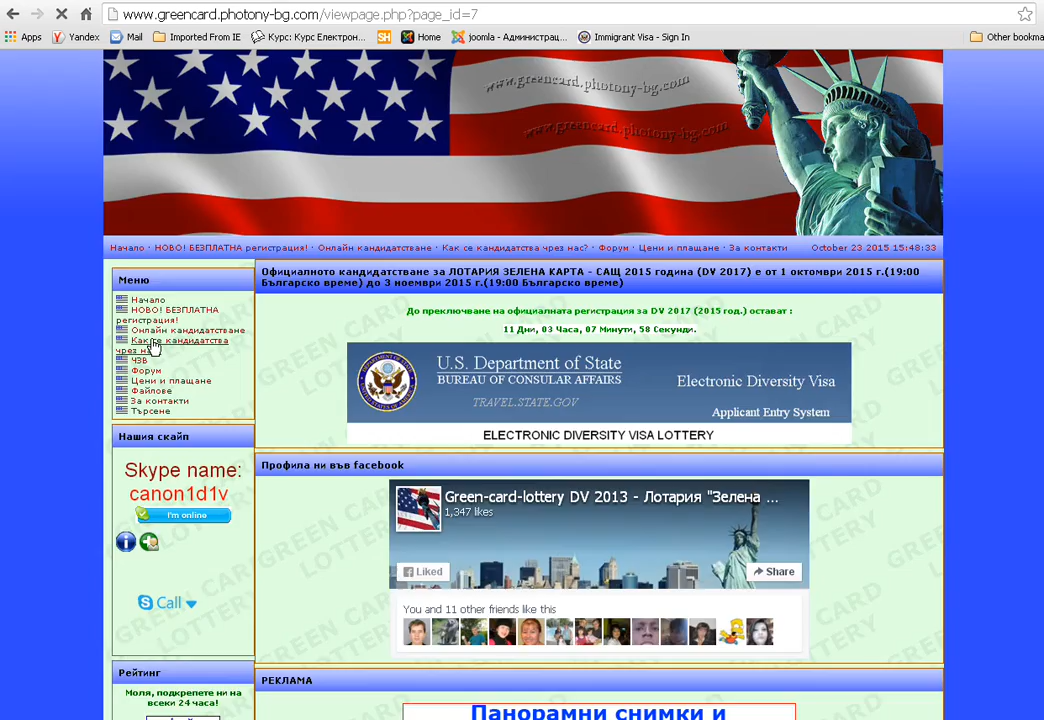 www.greencard.photony-bg.com/viewpage.php?page_id=7
Apps Yandex Mail Imported From IE Курс: Курс Електрон... SH Home joomla - Администрац... Immigrant Visa - Sign In Other bookma
www.greencard.photony-bg.com
www.greencard.photony-bg.com
Начало · НОВО! БЕЗПЛАТНА регистрация! · Онлайн кандидатстване · Как се кандидатства чрез нас? · Форум · Цени и плащане · За контакти October 23 2015 15:48:33
Меню
Начало
НОВО! БЕЗПЛАТНА
регистрация!
Онлайн кандидатстване
Как се кандидатства
чрез
ЧЗВ
Форум
Цени и плащане
Файлове
За контакти
Търсене
Нашия скайп
Skype name:
canon1d1v
I'm online
Call
Рейтинг
Моля, подкрепете ни на
всеки 24 часа!
Официалното кандидатстване за ЛОТАРИЯ ЗЕЛЕНА КАРТА - САЩ 2015 година (DV 2017) е от 1 октомври 2015 г.(19:00
Българско време) до 3 ноември 2015 г.(19:00 Българско време)
До преключване на официалната регистрация за DV 2017 (2015 год.) остават :
11 Дни, 03 Часа, 07 Минути, 58 Секунди.
U.S. Department of State
BUREAU OF CONSULAR AFFAIRS
TRAVEL.STATE.GOV
Electronic Diversity Visa
Applicant Entry System
ELECTRONIC DIVERSITY VISA LOTTERY
Профила ни във facebook
Green-card-lottery DV 2013 - Лотария "Зелена ...
1,347 likes
Liked
Share
You and 11 other friends like this
РЕКЛАМА
Панорамни снимки и
GREEN CARD
LOTTERY